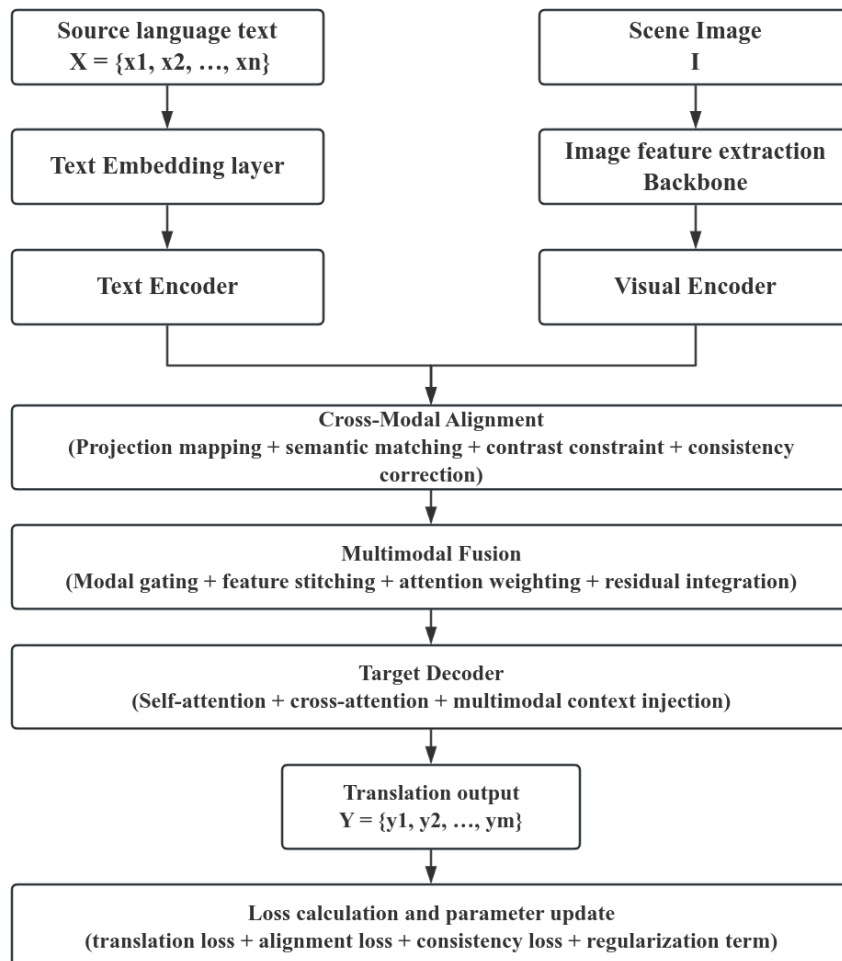 Source language text
X = {x1, x2, …, xn}
Scene Image
I
Text Embedding layer
Image feature extraction
Backbone
Text Encoder
Visual Encoder
Cross-Modal Alignment
(Projection mapping + semantic matching + contrast constraint + consistency
correction)
Multimodal Fusion
(Modal gating + feature stitching + attention weighting + residual integration)
Target Decoder
(Self-attention + cross-attention + multimodal context injection)
Translation output
Y = {y1, y2, …, ym}
Loss calculation and parameter update
(translation loss + alignment loss + consistency loss + regularization term)